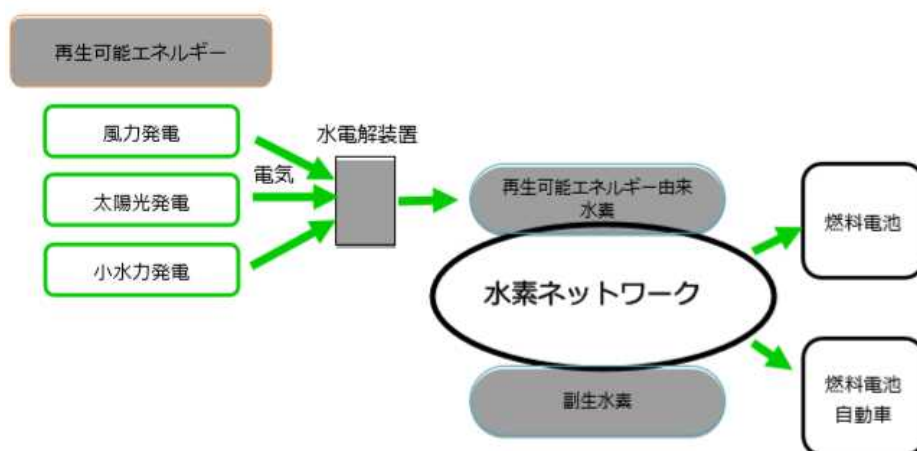 再生可能エネルギー
風力発電
水電解装置
電気
太陽光発電
小水力発電
再生可能エネルギー由来
水素
燃料電池
水素ネットワーク
副生水素
燃料電池
自動車